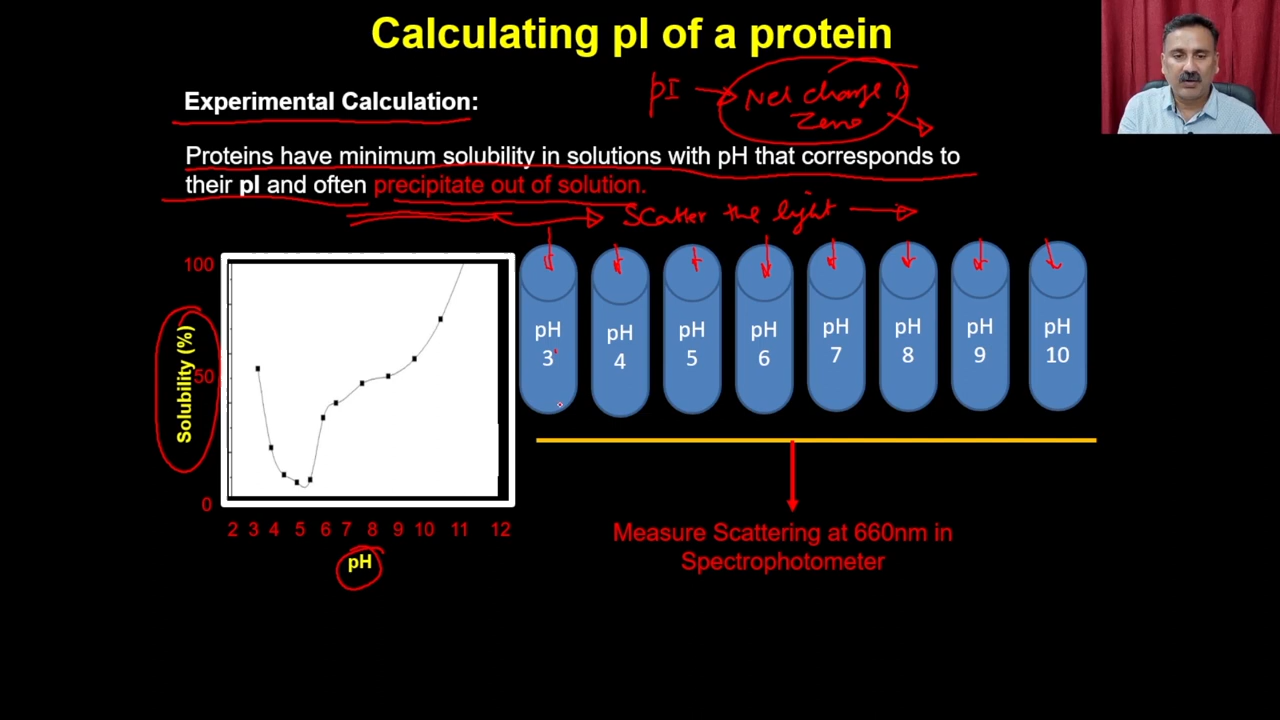 Calculating pI of a protein
Experimental Calculation:
pI → Net charge is
Zero
Proteins have minimum solubility in solutions with pH that corresponds to
their pI and often precipitate out of solution.
Scatter the light
100
50
0
Solubility (%)
2 3 4 5 6 7 8 9 10 11 12
pH
pH
3
pH
4
pH
5
pH
6
pH
7
pH
8
pH
9
pH
10
Measure Scattering at 660nm in
Spectrophotometer